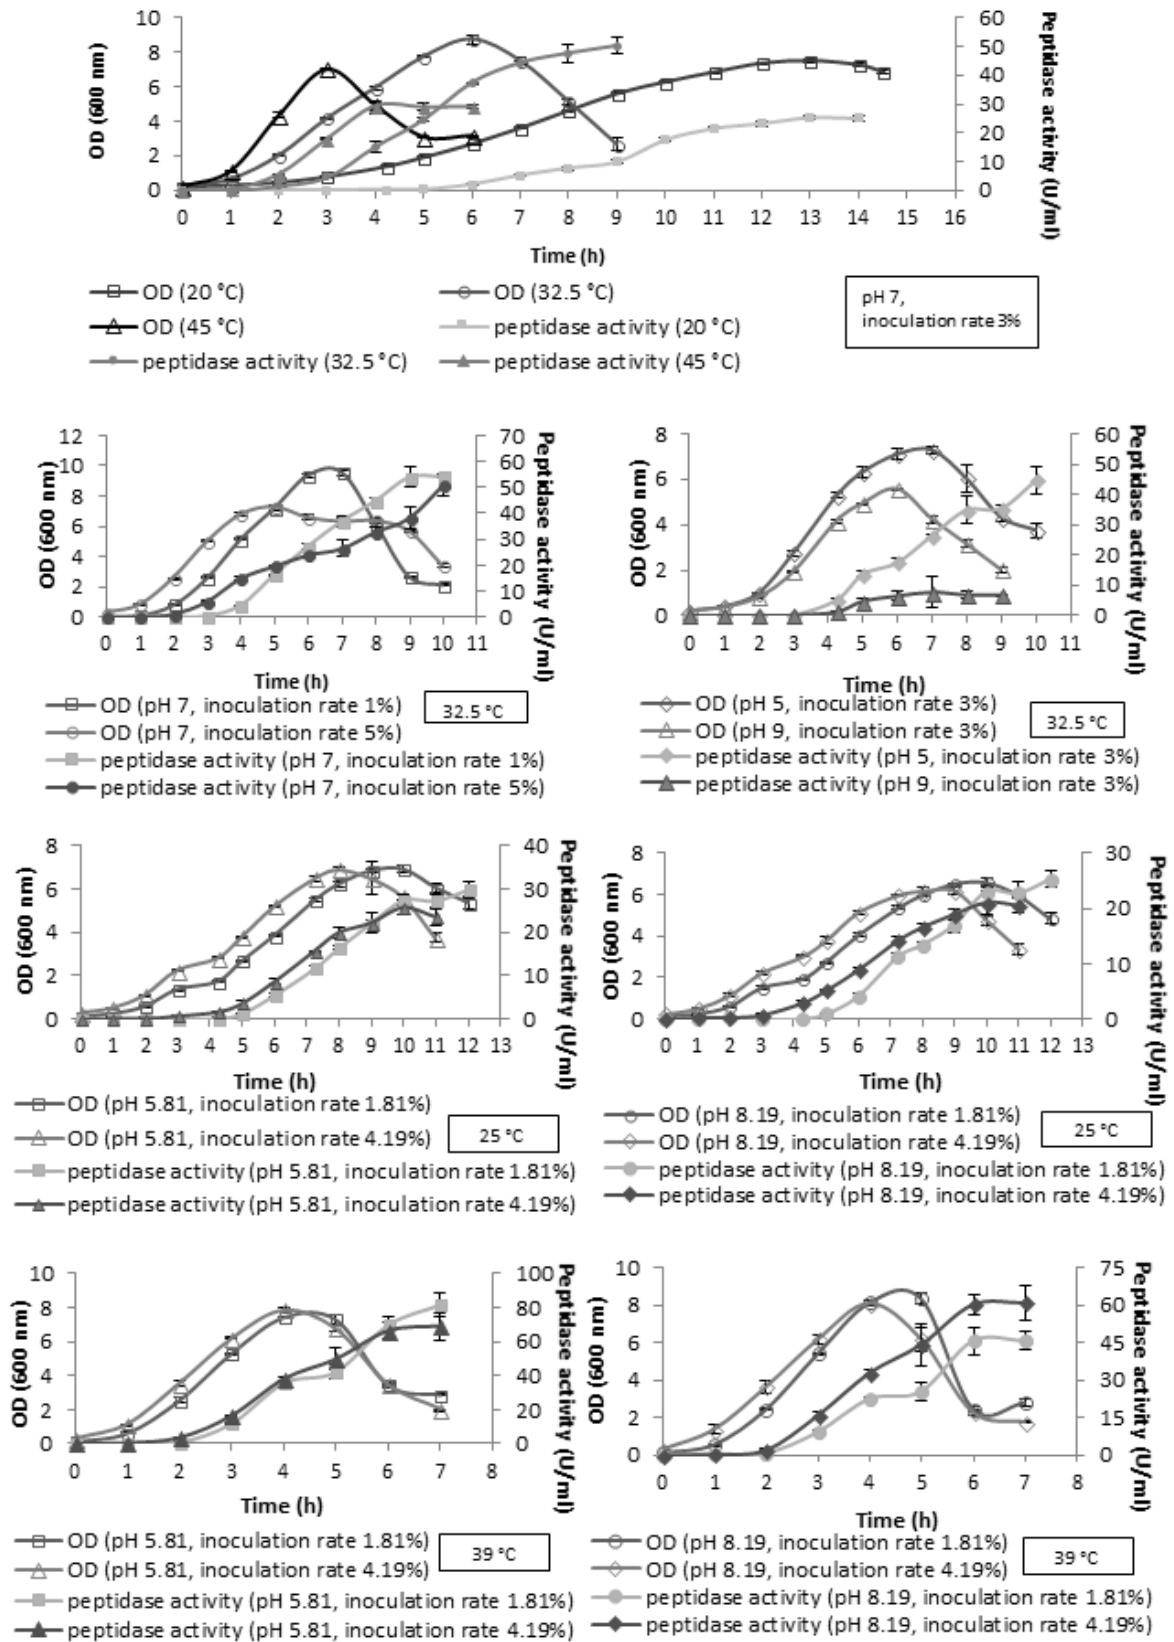 10 60
8 50
6 40
4 30
2 20
0 10
0
OD (600 nm)
Peptidase activity (U/ml)
0 1 2 3 4 5 6 7 8 9 10 11 12 13 14 15 16
Time (h)
OD (20 °C) OD (32.5 °C)
OD (45 °C) peptidase activity (20 °C)
peptidase activity (32.5 °C) peptidase activity (45 °C)
pH 7,
inoculation rate 3%
12 10 8 6 4 2 0
OD (600 nm)
70 60 50 40 30 20 10 0
Peptidase activity (U/ml)
0 1 2 3 4 5 6 7 8 9 10 11
Time (h)
OD (pH 7, inoculation rate 1%)
OD (pH 7, inoculation rate 5%)
peptidase activity (pH 7, inoculation rate 1%)
peptidase activity (pH 7, inoculation rate 5%)
32.5 °C
8 6 4 2 0
OD (600 nm)
60 50 40 30 20 10 0
Peptidase activity (U/ml)
0 1 2 3 4 5 6 7 8 9 10 11
Time (h)
OD (pH 5, inoculation rate 3%)
OD (pH 9, inoculation rate 3%)
peptidase activity (pH 5, inoculation rate 3%)
peptidase activity (pH 9, inoculation rate 3%)
32.5 °C
8 6 4 2 0
OD (600 nm)
40 30 20 10 0
Peptidase activity (U/ml)
0 1 2 3 4 5 6 7 8 9 10 11 12 13
Time (h)
OD (pH 5.81, inoculation rate 1.81%)
OD (pH 5.81, inoculation rate 4.19%)
peptidase activity (pH 5.81, inoculation rate 1.81%)
peptidase activity (pH 5.81, inoculation rate 4.19%)
25 °C
8 6 4 2 0
OD (600 nm)
30 20 10 0
Peptidase activity (U/ml)
0 1 2 3 4 5 6 7 8 9 10 11 12 13
Time (h)
OD (pH 8.19, inoculation rate 1.81%)
OD (pH 8.19, inoculation rate 4.19%)
peptidase activity (pH 8.19, inoculation rate 1.81%)
peptidase activity (pH 8.19, inoculation rate 4.19%)
25 °C
10 8 6 4 2 0
OD (600 nm)
100 80 60 40 20 0
Peptidase activity (U/ml)
0 1 2 3 4 5 6 7 8
Time (h)
OD (pH 5.81, inoculation rate 1.81%)
OD (pH 5.81, inoculation rate 4.19%)
peptidase activity (pH 5.81, inoculation rate 1.81%)
peptidase activity (pH 5.81, inoculation rate 4.19%)
39 °C
10 8 6 4 2 0
OD (600 nm)
75 60 45 30 15 0
Peptidase activity (U/ml)
0 1 2 3 4 5 6 7 8
Time (h)
OD (pH 8.19, inoculation rate 1.81%)
OD (pH 8.19, inoculation rate 4.19%)
peptidase activity (pH 8.19, inoculation rate 1.81%)
peptidase activity (pH 8.19, inoculation rate 4.19%)
39 °C